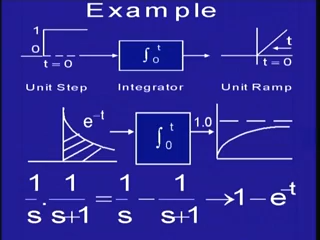 Example
1
0
t = 0
∫₀ᵗ
t
t = 0
Unit Step Integrator Unit Ramp
e⁻ᵗ
∫₀ᵗ
1.0
1/s · 1/s+1 = 1/s − 1/s+1 → 1 − e⁻ᵗ